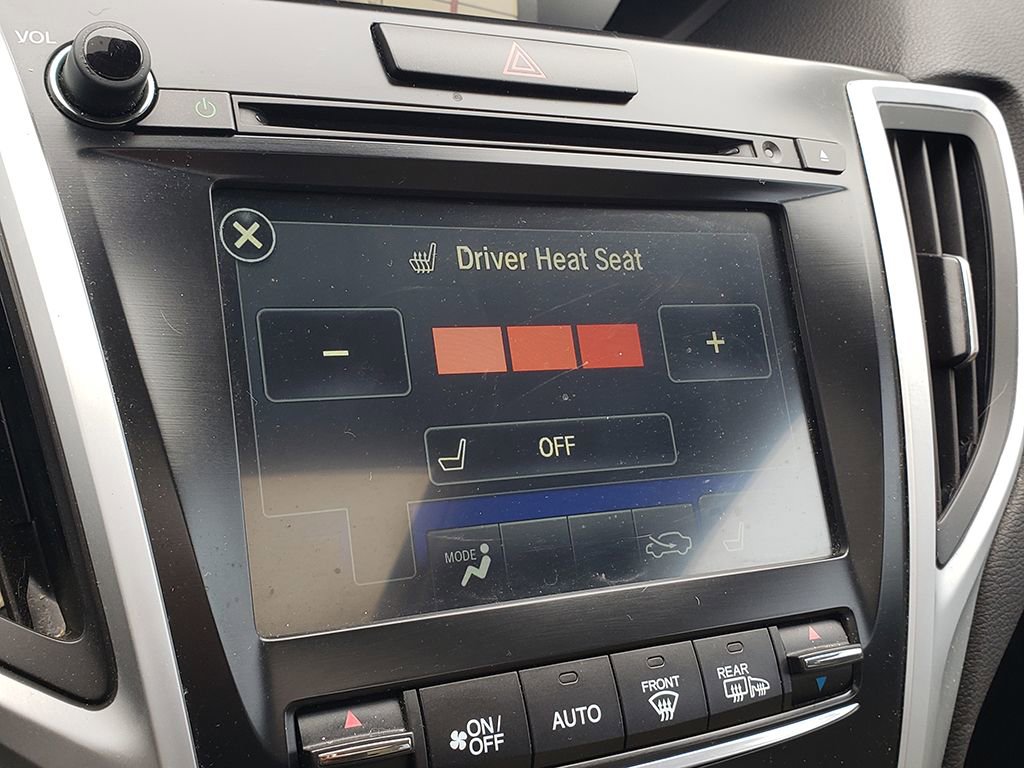 VOL
Driver Heat Seat
-
+
OFF
MODE
ON/
OFF
AUTO
FRONT
REAR